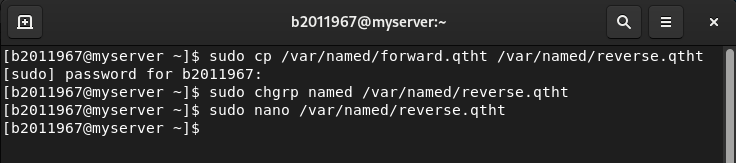 b2011967@myserver:~
[b2011967@myserver ~]$ sudo cp /var/named/forward.qtht /var/named/reverse.qtht
[sudo] password for b2011967:
[b2011967@myserver ~]$ sudo chgrp named /var/named/reverse.qtht
[b2011967@myserver ~]$ sudo nano /var/named/reverse.qtht
[b2011967@myserver ~]$